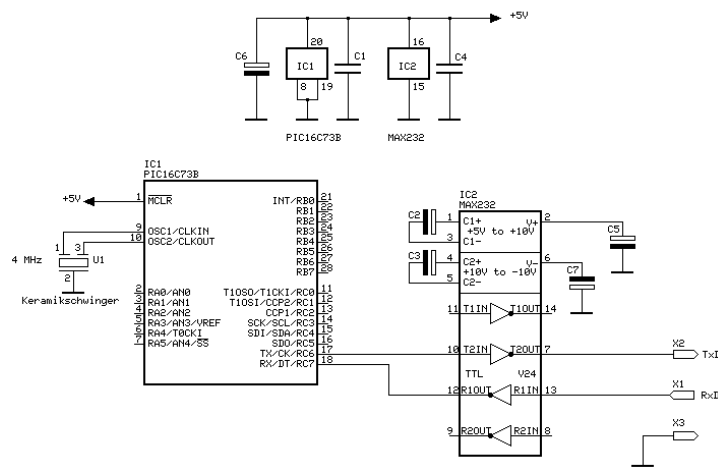 +5V
C6
20
IC1
8
19
C1
16
IC2
15
C4
PIC16C73B
MAX232
IC1
PIC16C73B
+5V
1
MCLR
INT/RB0
21
RB1
22
RB2
23
RB3
24
RB4
25
RB5
26
RB6
27
RB7
28
9
OSC1/CLKIN
10
OSC2/CLKOUT
1
3
4 MHz
U1
2
Keramikschwinger
2
RA0/AN0
3
RA1/AN1
4
RA2/AN2
5
RA3/AN3/VREF
6
RA4/T0CKI
7
RA5/AN4/SS
T1OSO/T1CKI/RC0
11
T1OSI/CCP2/RC1
12
CCP1/RC2
13
SCK/SCL/RC3
14
SDI/SDA/RC4
15
SDO/RC5
16
TX/CK/RC6
17
RX/DT/RC7
18
IC2
MAX232
C2
1
C1+
V+
2
+5V to +10V
3
C1-
C5
C3
4
C2+
V-
6
+10V to -10V
5
C2-
C7
11
T1IN
T1OUT
14
10
T2IN
T2OUT
7
X2
TxD
TTL
V24
12
R1OUT
R1IN
13
X1
RxD
9
R2OUT
R2IN
8
X3